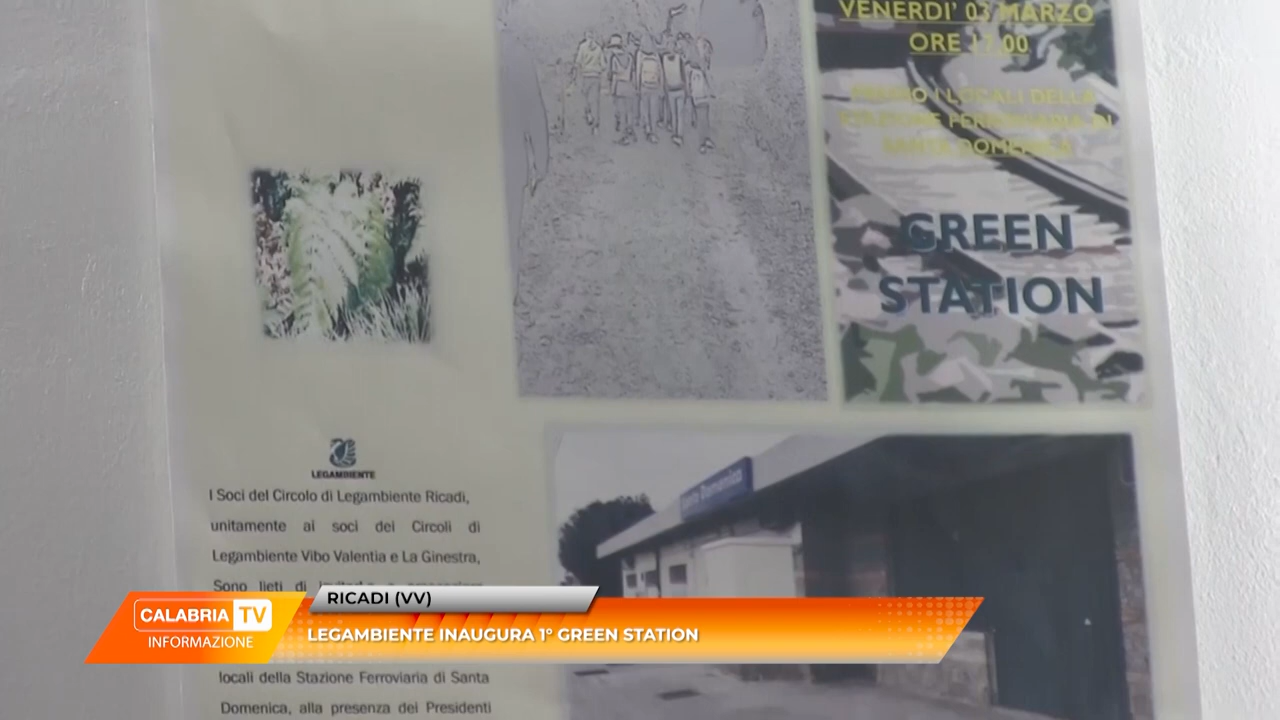 VENERDI' 03 MARZO
ORE 17.00
PRESSO I LOCALI DELLA
STAZIONE FERROVIARIA DI
SANTA DOMENICA
GREEN
STATION
LEGAMBIENTE
I Soci del Circolo di Legambiente Ricadi,
unitamente ai soci dei Circoli di
Legambiente Vibo Valentia e La Ginestra,
Sono lieti di
Santa Domenica
RICADI (VV)
CALABRIA TV
INFORMAZIONE
LEGAMBIENTE INAUGURA 1° GREEN STATION
locali della Stazione Ferroviaria di Santa
Domenica, alla presenza dei Presidenti